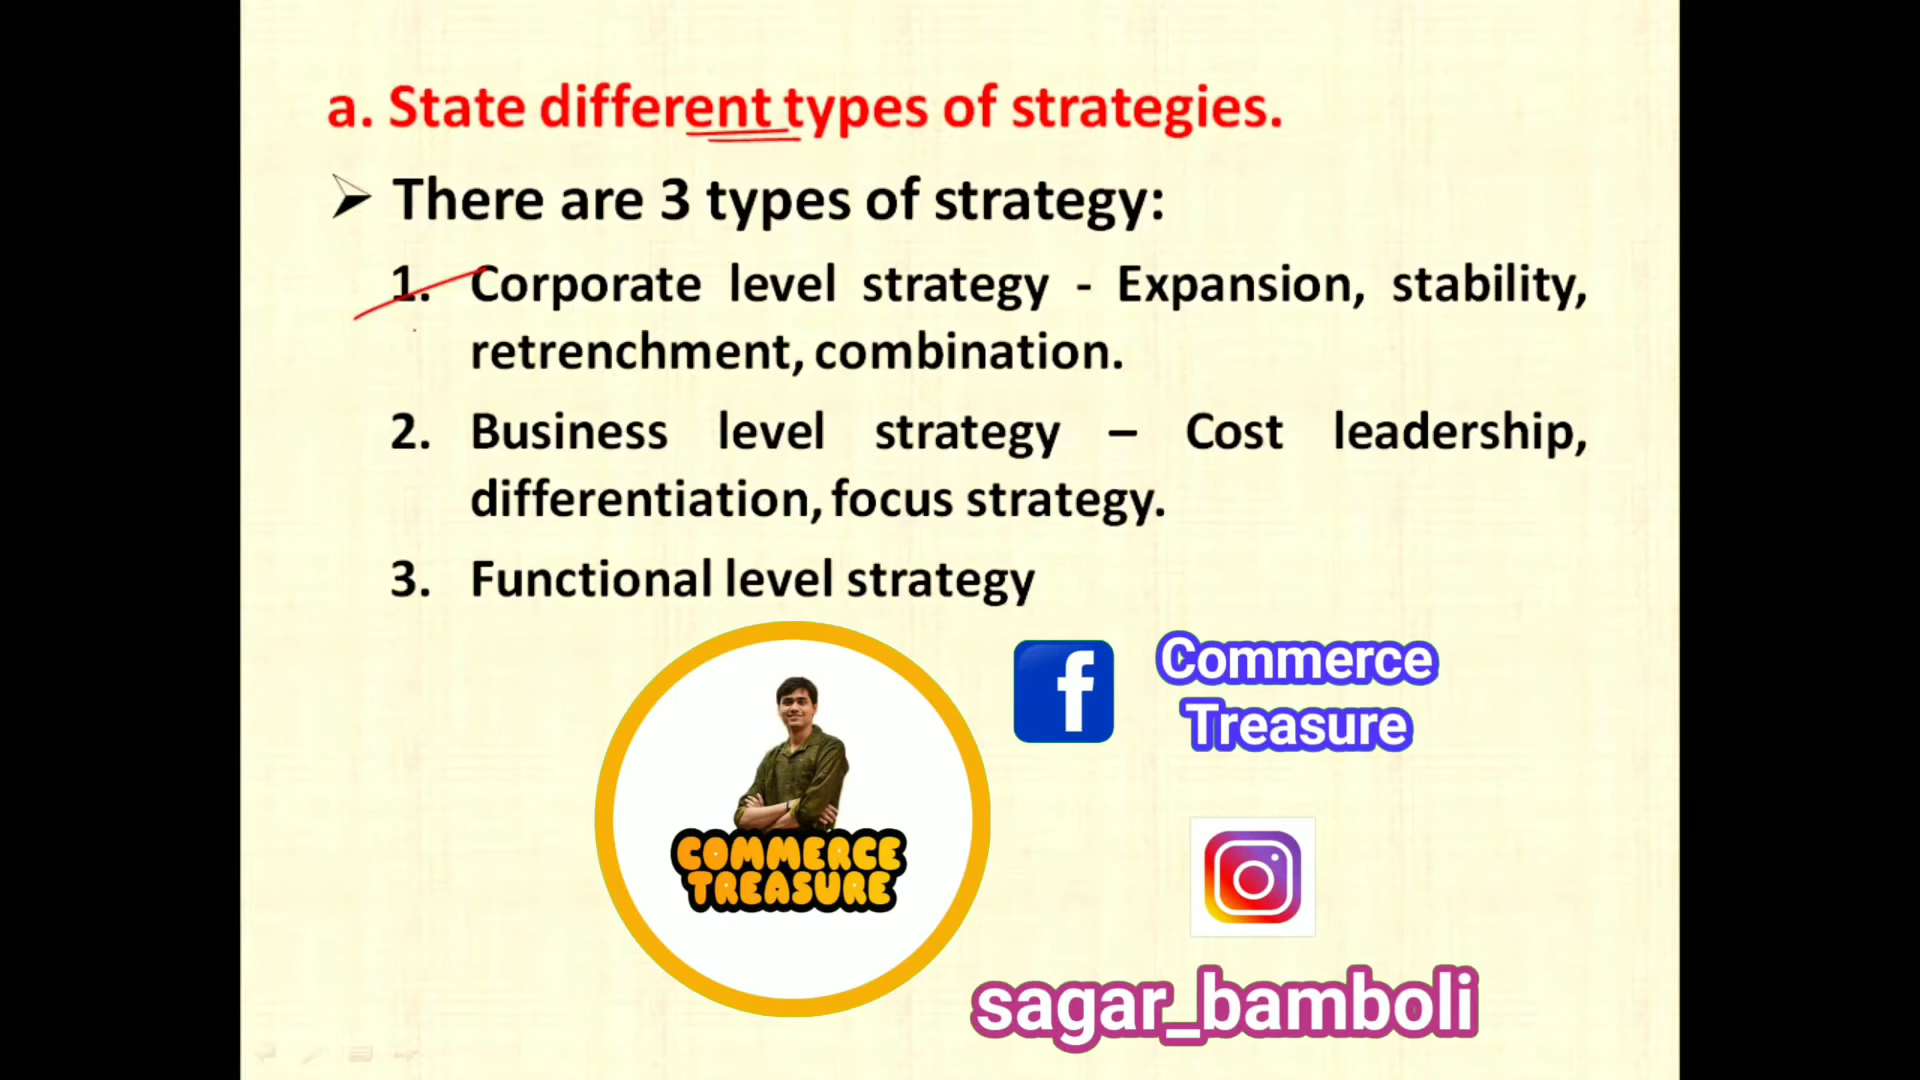 a. State different types of strategies.
➢ There are 3 types of strategy:
1. Corporate level strategy - Expansion, stability,
retrenchment, combination.
2. Business level strategy – Cost leadership,
differentiation, focus strategy.
3. Functional level strategy
f
Commerce
Treasure
COMMERCE
TREASURE
sagar_bamboli